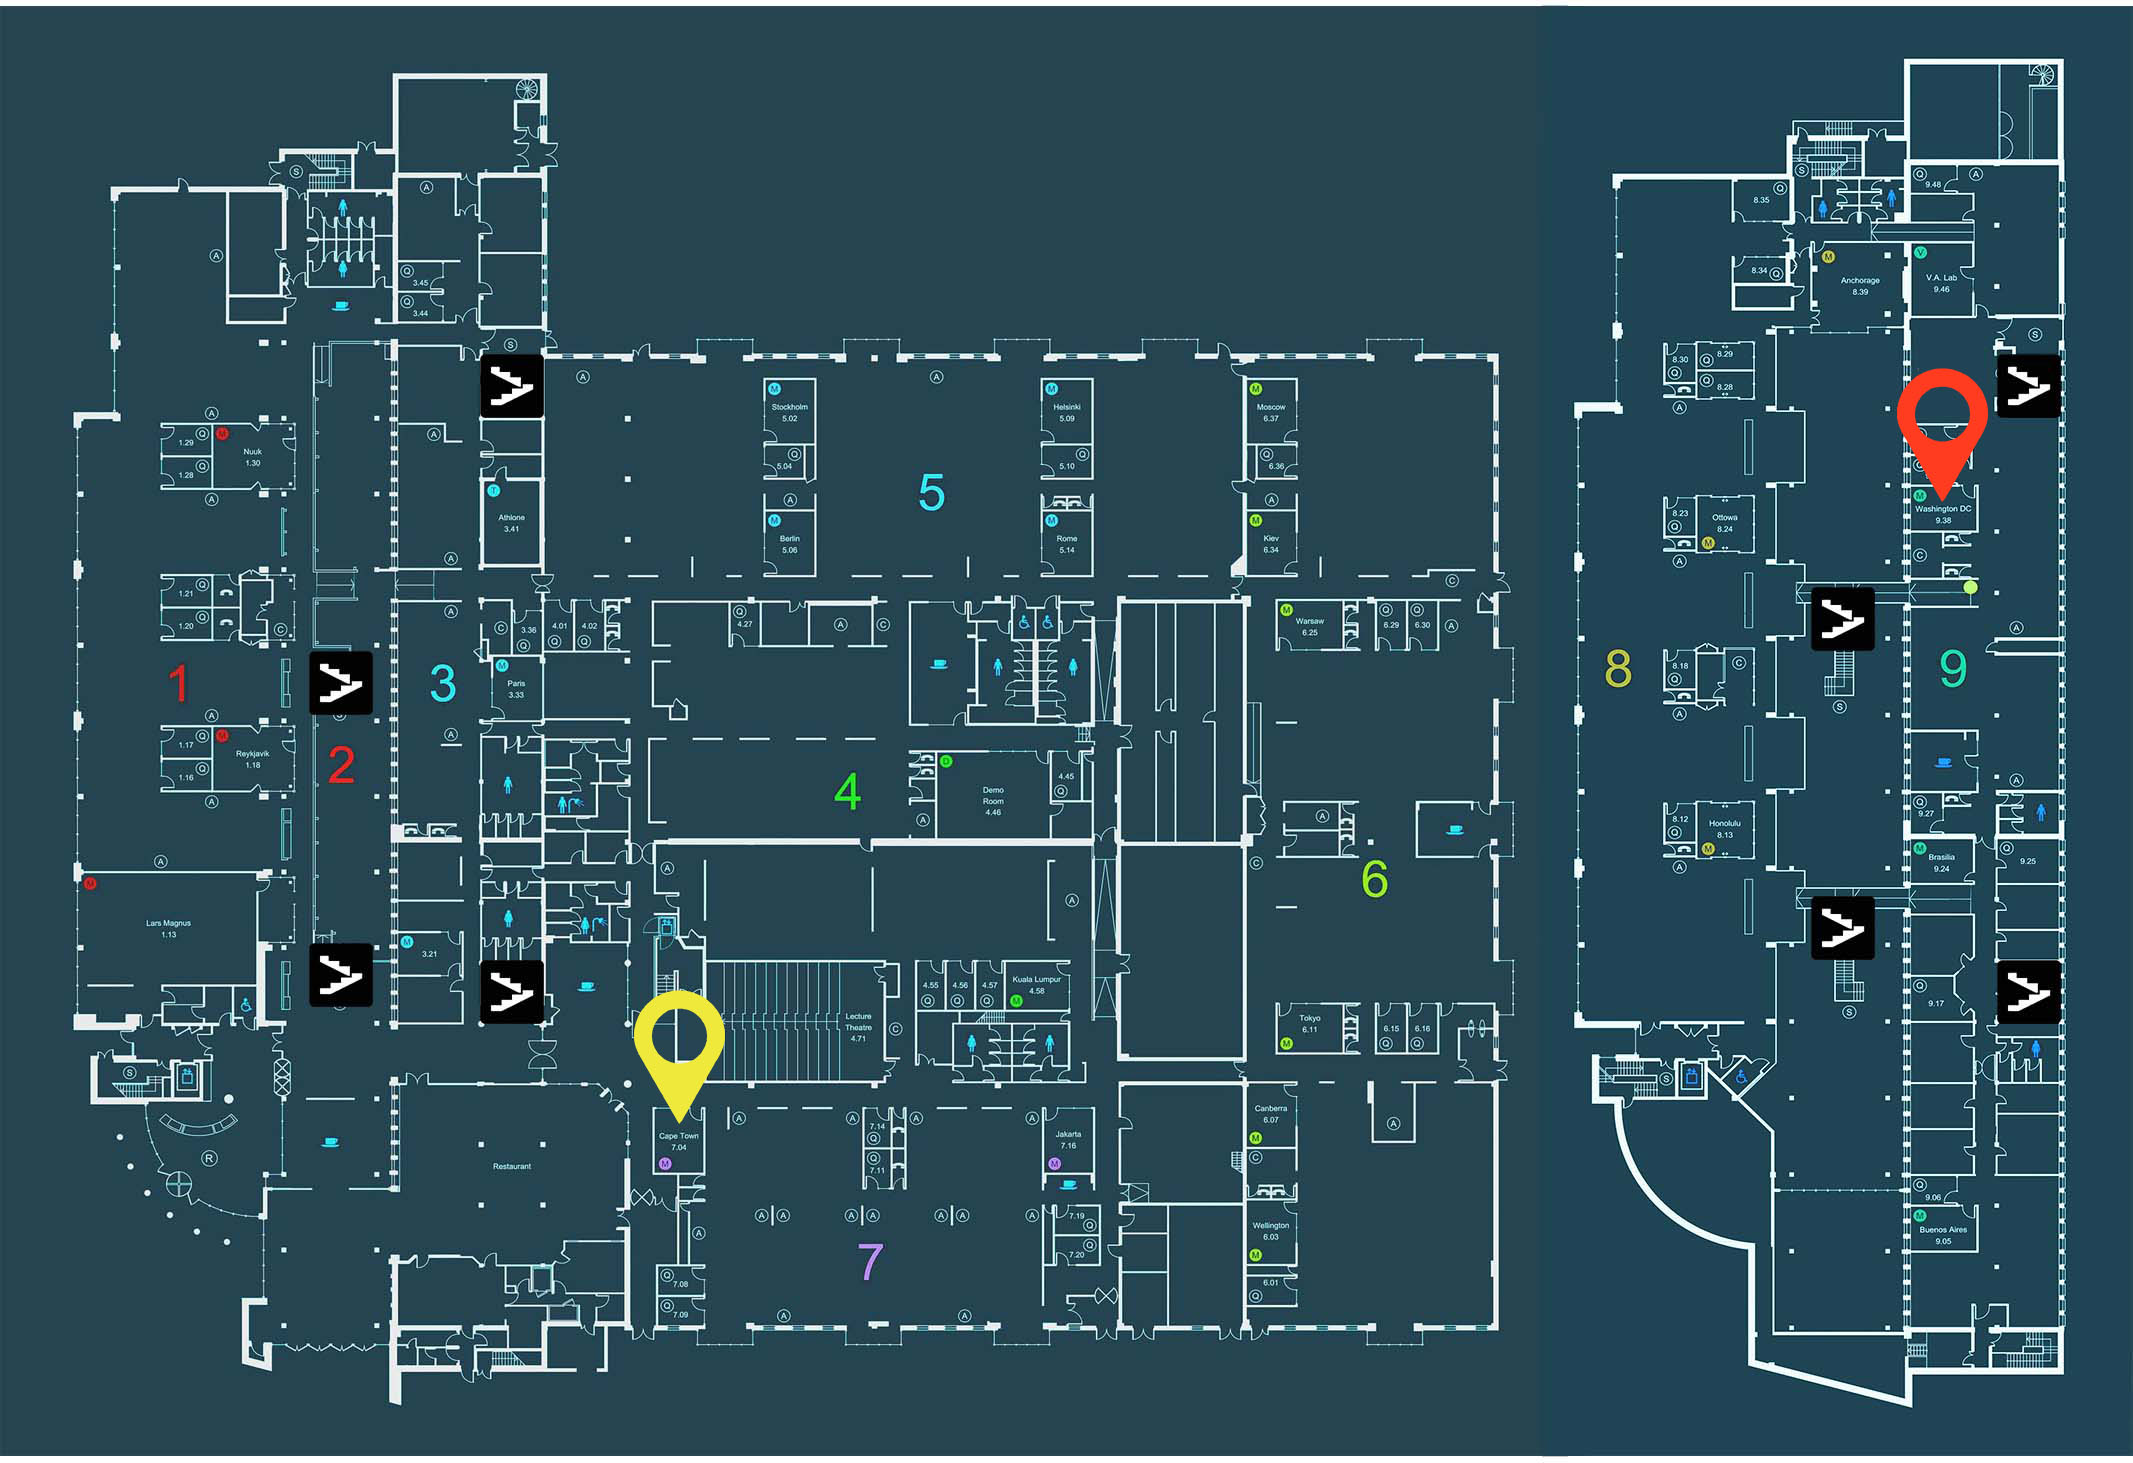 S
A
A
3.45
Q
3.44
Q
S
A
A
Nuuk
1.30
M
1.29
Q
1.28
Q
A
A
Athlone
3.41
T
A
1.21
Q
1.20
Q
C
1
A
Reykjavik
1.18
M
1.17
Q
1.16
Q
A
A
2
3
A
A
C
3.36
Q
M
Paris
3.33
M
Lars Magnus
1.13
M
3.21
S
R
Restaurant
A
A
M
Stockholm
5.02
Q
5.04
A
M
Berlin
5.06
5
M
Helsinki
5.09
Q
5.10
M
Rome
5.14
M
Moscow
6.37
Q
6.36
A
M
Kiev
6.34
C
4.01
Q
4.02
Q
Q
4.27
A
C
M
Warsaw
6.25
Q
6.29
Q
6.30
A
4
D
Demo
Room
4.46
4.45
Q
A
A
C
6
A
A
4.55
Q
4.56
Q
4.57
Q
Kuala Lumpur
4.58
M
Lecture
Theatre
4.71
C
Tokyo
6.11
M
6.15
Q
6.16
Q
Cape Town
7.04
M
A
A
7.14
Q
7.11
Q
A
A
Jakarta
7.16
M
Canberra
6.07
M
C
A
A
A
A
A
A
A
A
A
7.19
Q
7.20
Q
Wellington
6.03
M
6.01
Q
7
Q
7.08
Q
7.09
A
A
S
Q
8.35
8.34
Q
M
Anchorage
8.39
Q
9.48
A
V
V.A. Lab
9.46
S
8.30
Q
Q
8.29
Q
8.28
A
8.23
Q
Ottowa
8.24
M
A
M
Washington DC
9.38
C
A
8
8.18
Q
C
A
S
9
A
8.12
Q
Honolulu
8.13
M
A
Q
9.27
M
Brasilia
9.24
Q
9.25
9.17
Q
S
S
Q
9.06
M
Buenos Aires
9.05